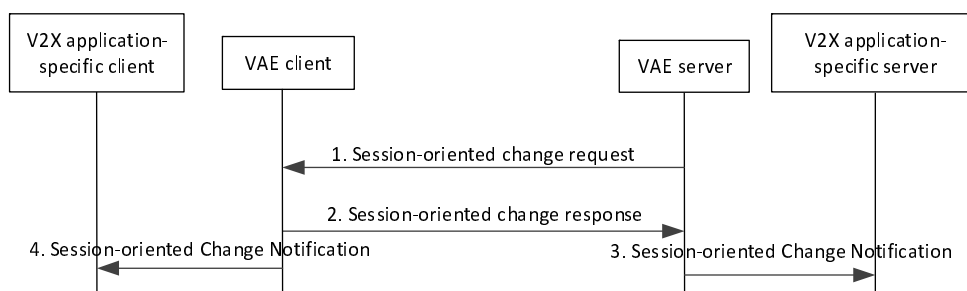 V2X application-
specific client
VAE client
VAE server
V2X application-
specific server
1. Session-oriented change request
2. Session-oriented change response
4. Session-oriented Change Notification
3. Session-oriented Change Notification